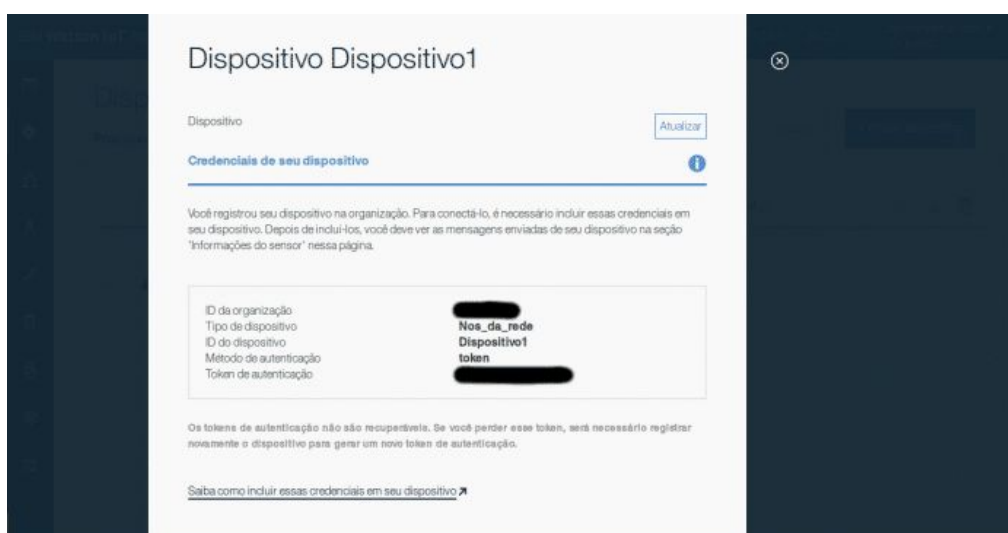 Dispositivo Dispositivo1
Dispositivo
Atualizar
Credenciais de seu dispositivo
Você registrou seu dispositivo na organização. Para conectá-lo, é necessário incluir essas credenciais em
seu dispositivo. Depois de incluí-los, você deve ver as mensagens enviadas de seu dispositivo na seção
'Informações do sensor' nessa página.
ID da organização
Tipo de dispositivo Nos_da_rede
ID do dispositivo Dispositivo1
Método de autenticação token
Token de autenticação
Os tokens de autenticação não são recuperáveis. Se você perder esse token, será necessário registrar
novamente o dispositivo para gerar um novo token de autenticação.
Saiba como incluir essas credenciais em seu dispositivo